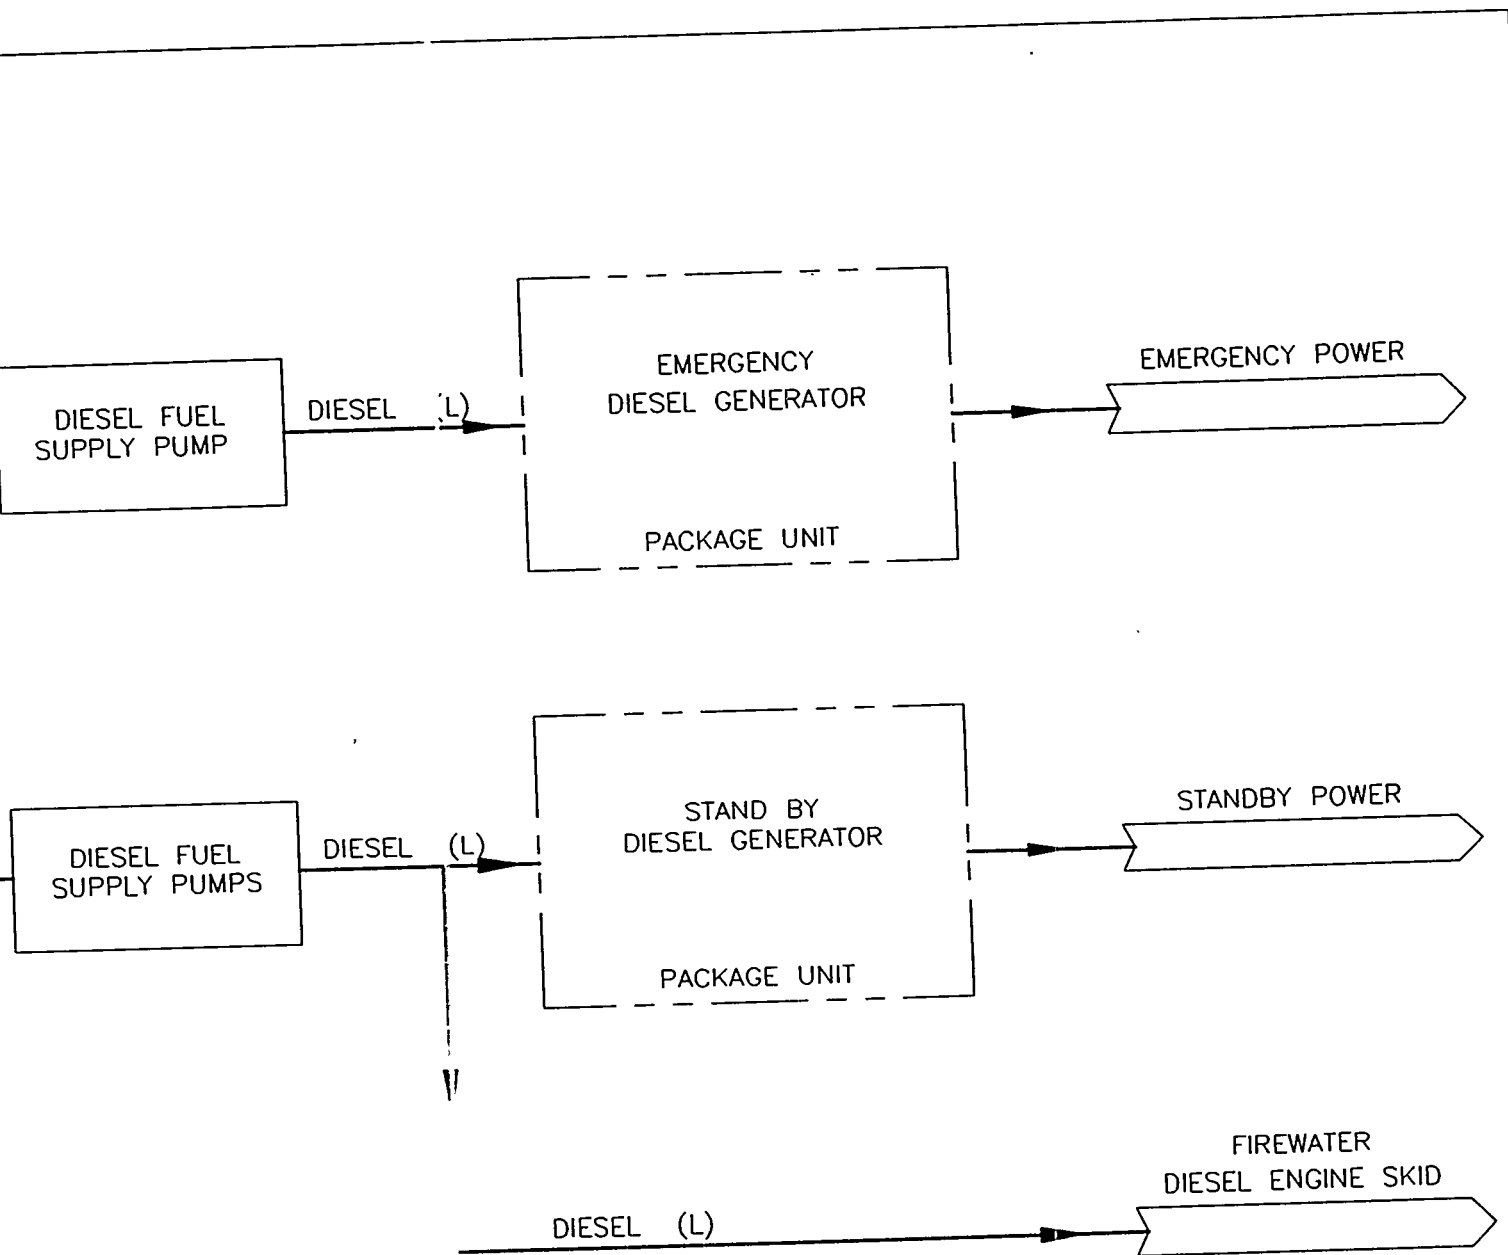 EMERGENCY POWER
EMERGENCY
DIESEL GENERATOR
DIESEL (L)
DIESEL FUEL
SUPPLY PUMP
PACKAGE UNIT
STANDBY POWER
STAND BY
DIESEL GENERATOR
DIESEL (L)
DIESEL FUEL
SUPPLY PUMPS
PACKAGE UNIT
FIREWATER
DIESEL ENGINE SKID
DIESEL (L)